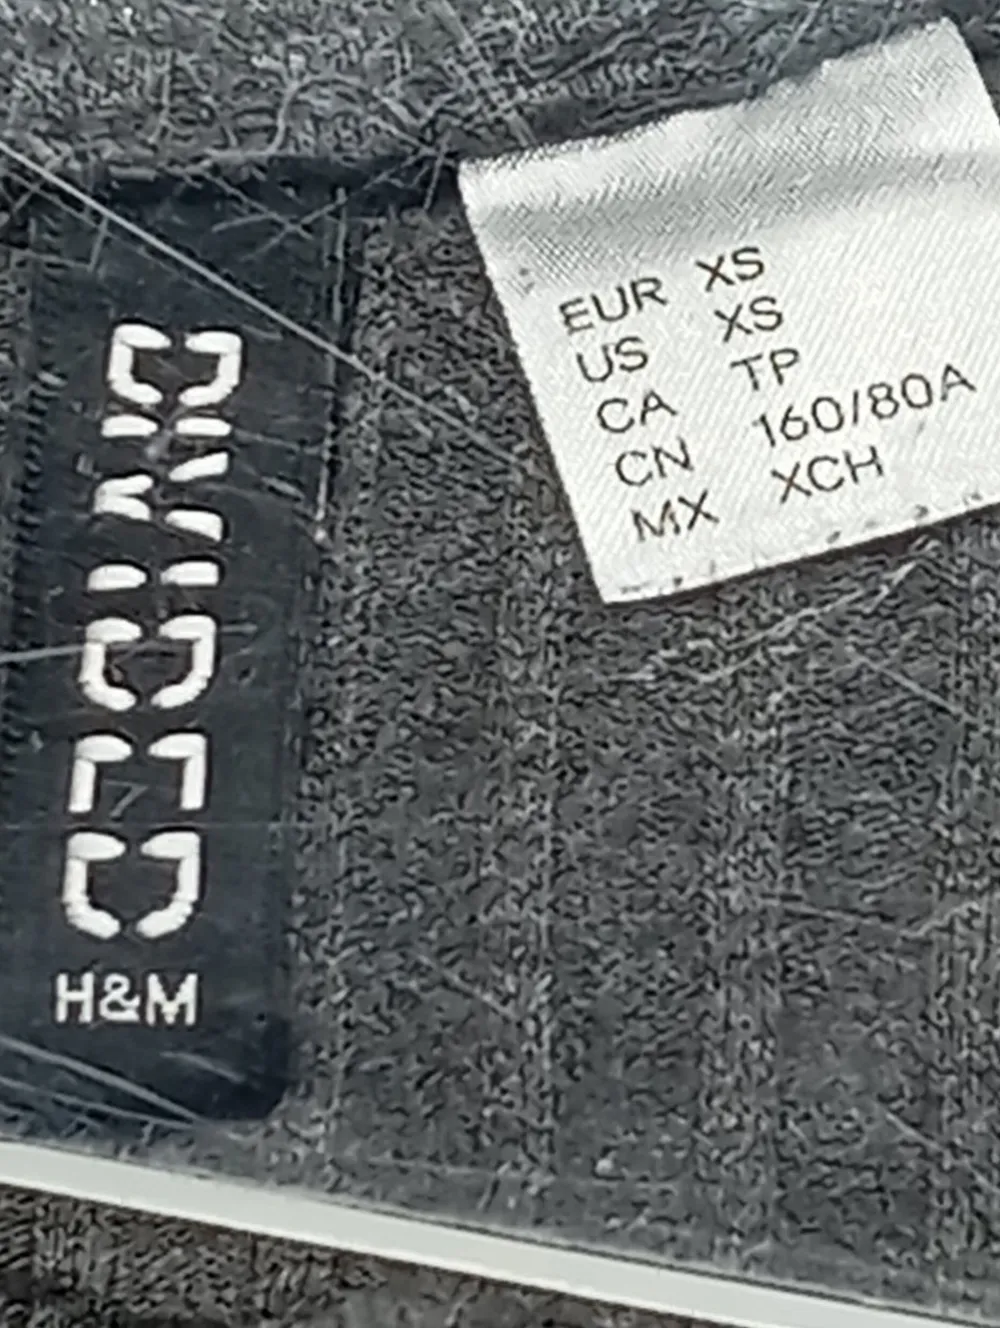 DIVIDED
H&M
EUR XS
US XS
CA TP
CN 160/80A
MX XCH